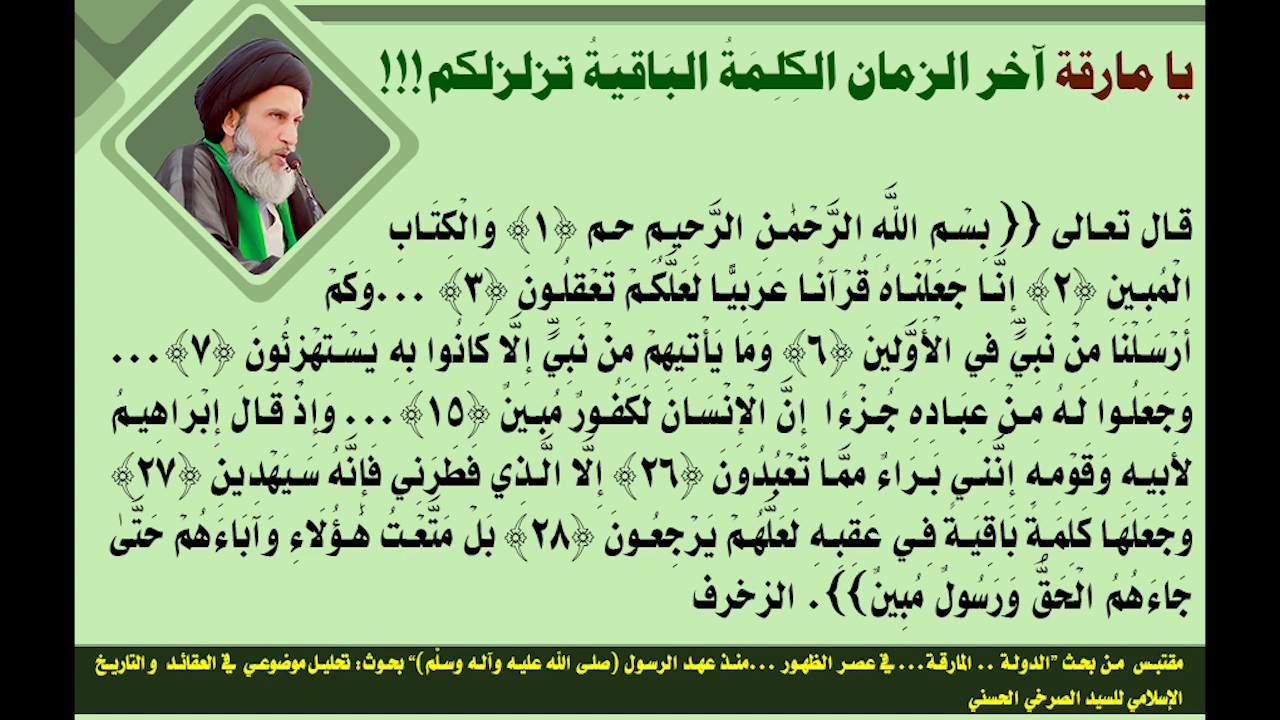 يا مارقة آخر الزمان الكَلِمَةُ البَاقِيَةُ تزلزلكم!!!
قال تعالى {{ بِسْمِ اللَّهِ الرَّحْمَٰنِ الرَّحِيمِ حم ﴿١﴾ وَالْكِتَابِ
الْمُبِينِ ﴿٢﴾ إِنَّا جَعَلْنَاهُ قُرْآنًا عَرَبِيًّا لَعَلَّكُمْ تَعْقِلُونَ ﴿٣﴾ ...وَكَمْ
أَرْسَلْنَا مِنْ نَبِيٍّ فِي الْأَوَّلِينَ ﴿٦﴾ وَمَا يَأْتِيهِمْ مِنْ نَبِيٍّ إِلَّا كَانُوا بِهِ يَسْتَهْزِئُونَ ﴿٧﴾...
وَجَعَلُوا لَهُ مِنْ عِبَادِهِ جُزْءًا إِنَّ الْإِنْسَانَ لَكَفُورٌ مُبِينٌ ﴿١٥﴾... وَإِذْ قَالَ إِبْرَاهِيمُ
لِأَبِيهِ وَقَوْمِهِ إِنَّنِي بَرَاءٌ مِمَّا تَعْبُدُونَ ﴿٢٦﴾ إِلَّا الَّذِي فَطَرَنِي فَإِنَّهُ سَيَهْدِينِ ﴿٢٧﴾
وَجَعَلَهَا كَلِمَةً بَاقِيَةً فِي عَقِبِهِ لَعَلَّهُمْ يَرْجِعُونَ ﴿٢٨﴾ بَلْ مَتَّعْتُ هَٰؤُلَاءِ وَآبَاءَهُمْ حَتَّىٰ
جَاءَهُمُ الْحَقُّ وَرَسُولٌ مُبِينٌ}}. الزخرف
مقتبس من بحث "الدولة .. المارقة...في عصر الظهور ...منذ عهد الرسول (صلى الله عليه وآله وسلّم)" بحوث: تحليل موضوعي في العقائد والتاريخ
الإسلامي للسيد الصرخي الحسني